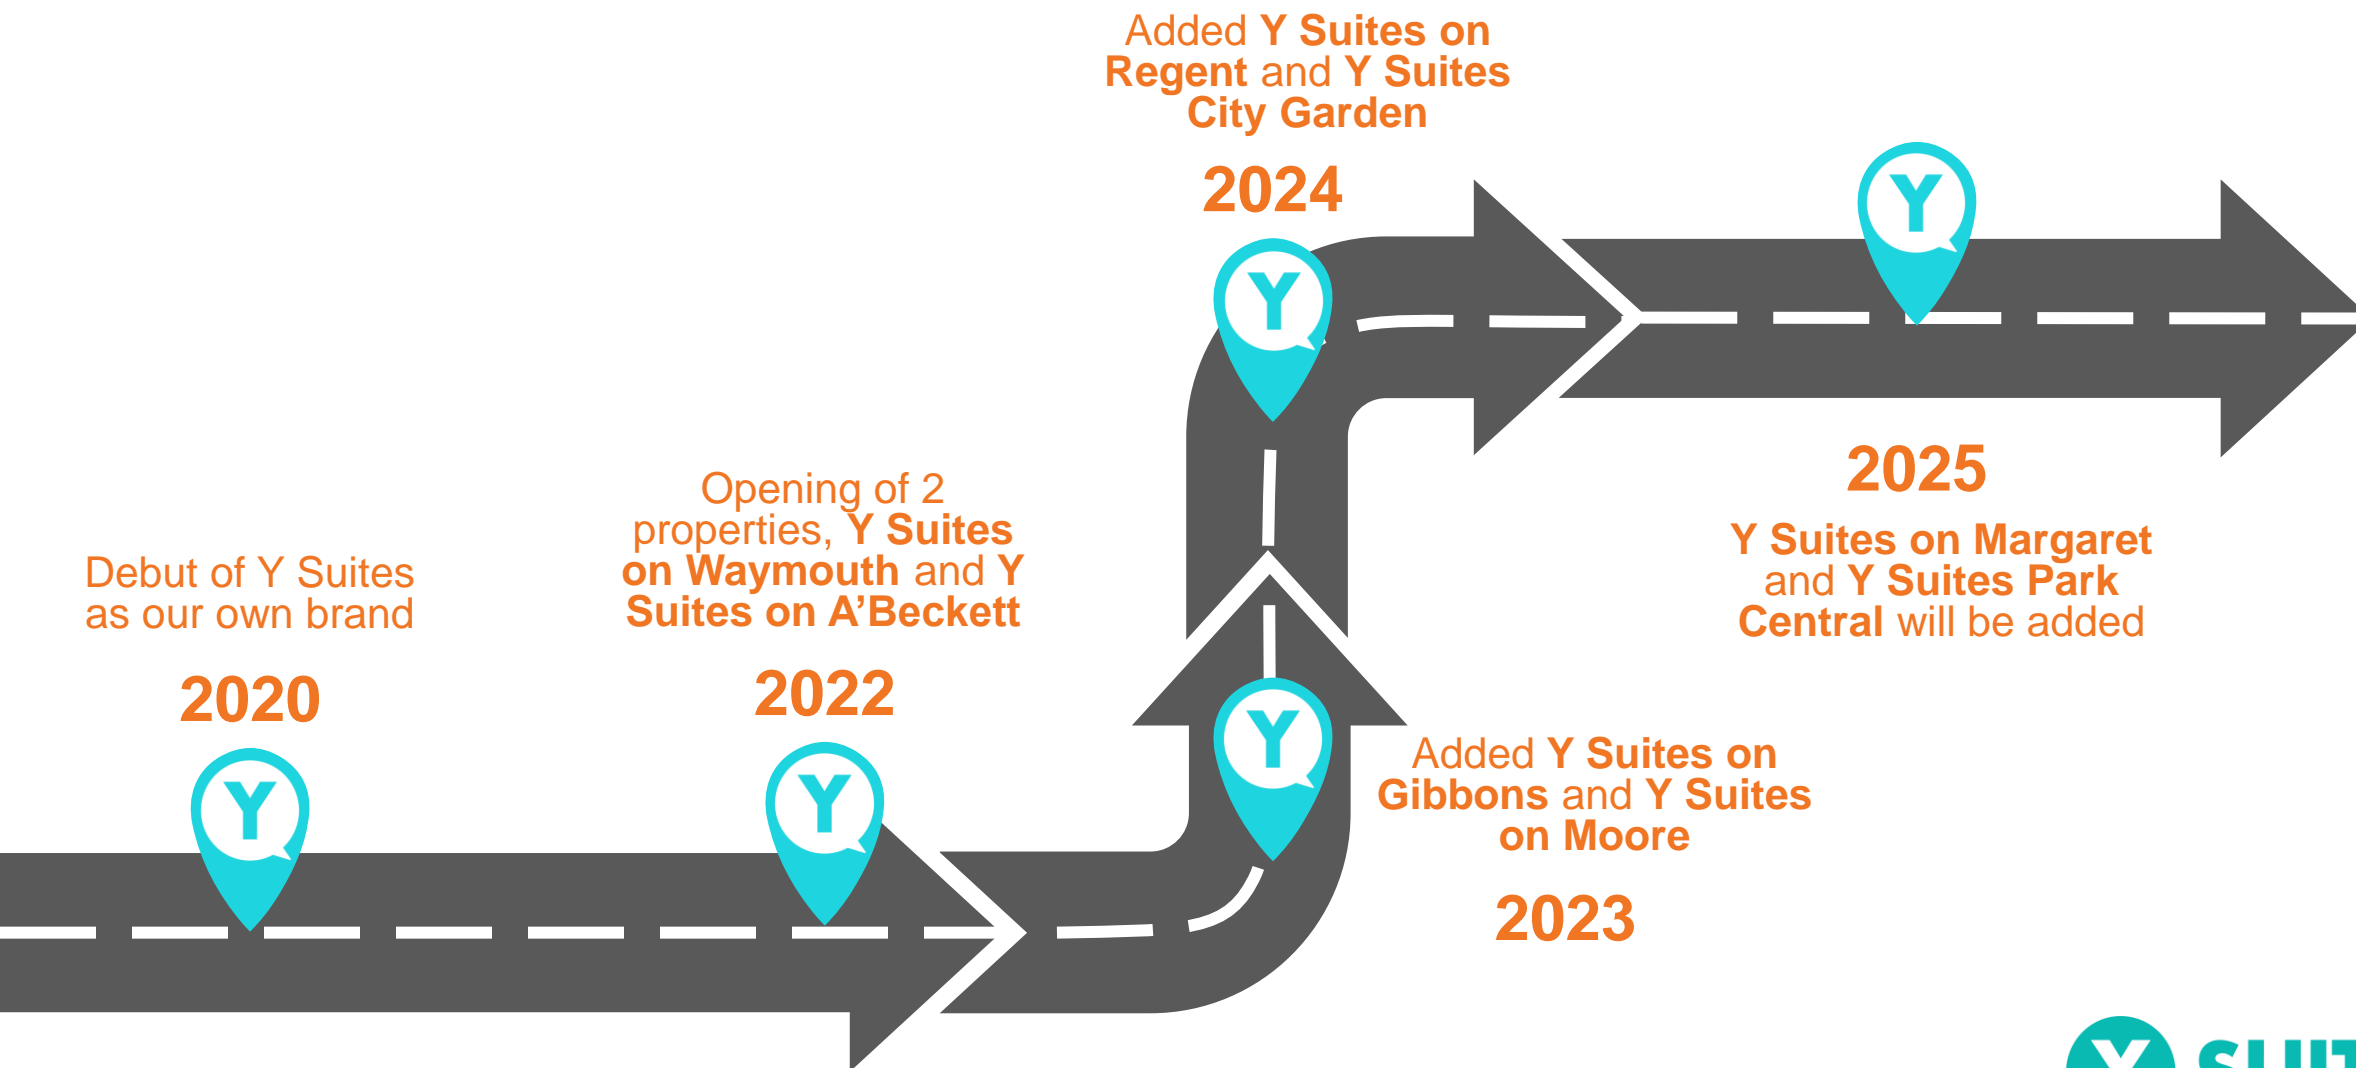 Added Y Suites on
Regent and Y Suites
City Garden
2024
Y
Y
2025
Y Suites on Margaret
and Y Suites Park
Central will be added
Opening of 2
properties, Y Suites
on Waymouth and Y
Suites on A’Beckett
2022
Debut of Y Suites
as our own brand
2020
Y
Y
Y
Added Y Suites on
Gibbons and Y Suites
on Moore
2023
Y SUIT